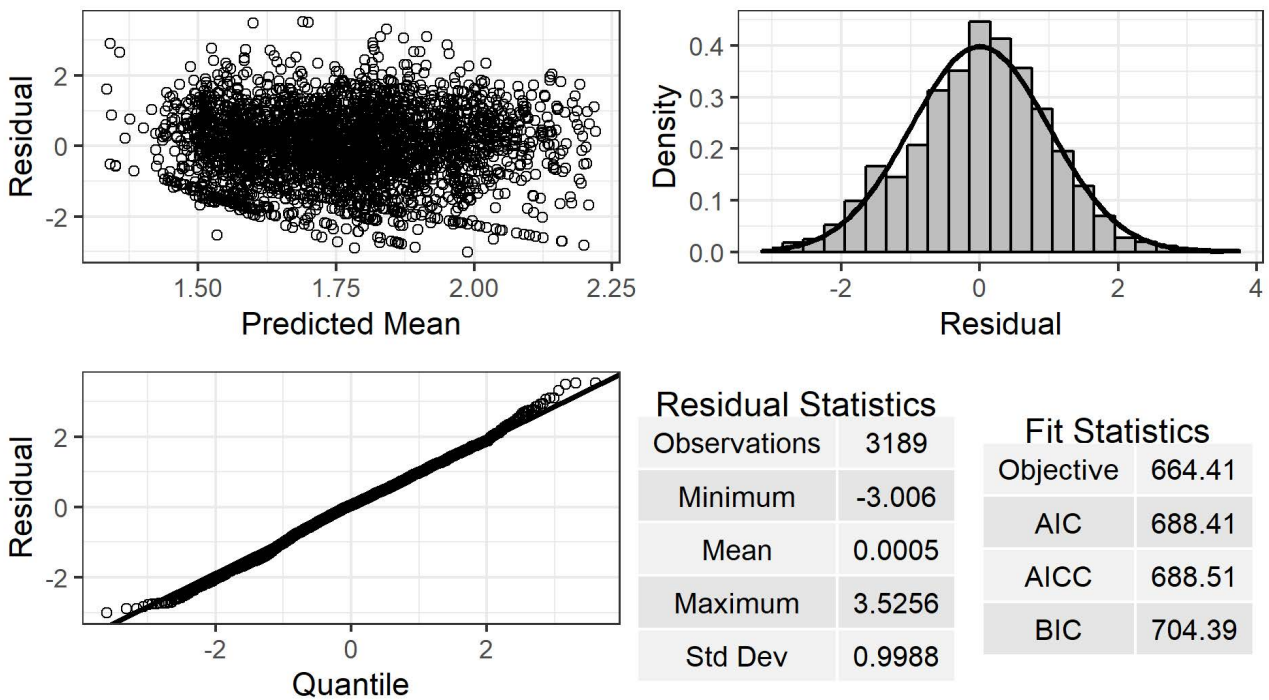 Residual
2
0
-2
1.50 1.75 2.00 2.25
Predicted Mean
Density
0.4
0.3
0.2
0.1
0.0
-2 0 2 4
Residual
Residual
2
0
-2
-2 0 2
Quantile
Residual Statistics
Observations 3189
Minimum -3.006
Mean 0.0005
Maximum 3.5256
Std Dev 0.9988
Fit Statistics
Objective 664.41
AIC 688.41
AICC 688.51
BIC 704.39